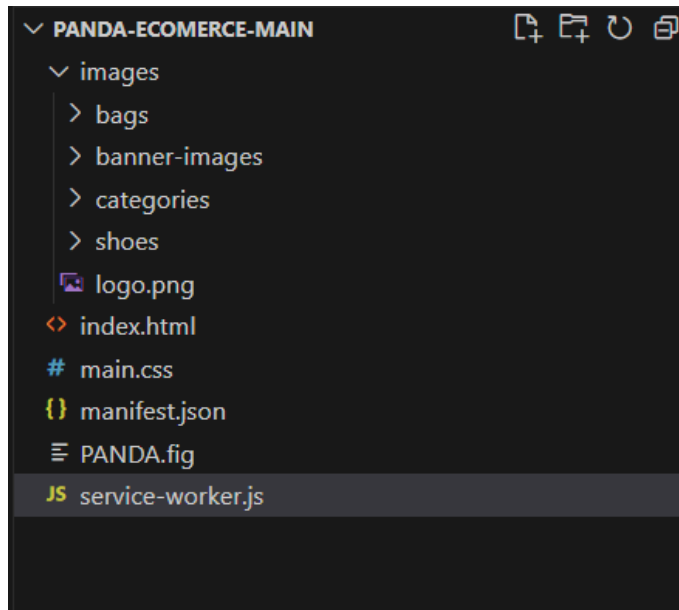 PANDA-ECOMERCE-MAIN
images
bags
banner-images
categories
shoes
logo.png
<> index.html
# main.css
{} manifest.json
PANDA.fig
JS service-worker.js